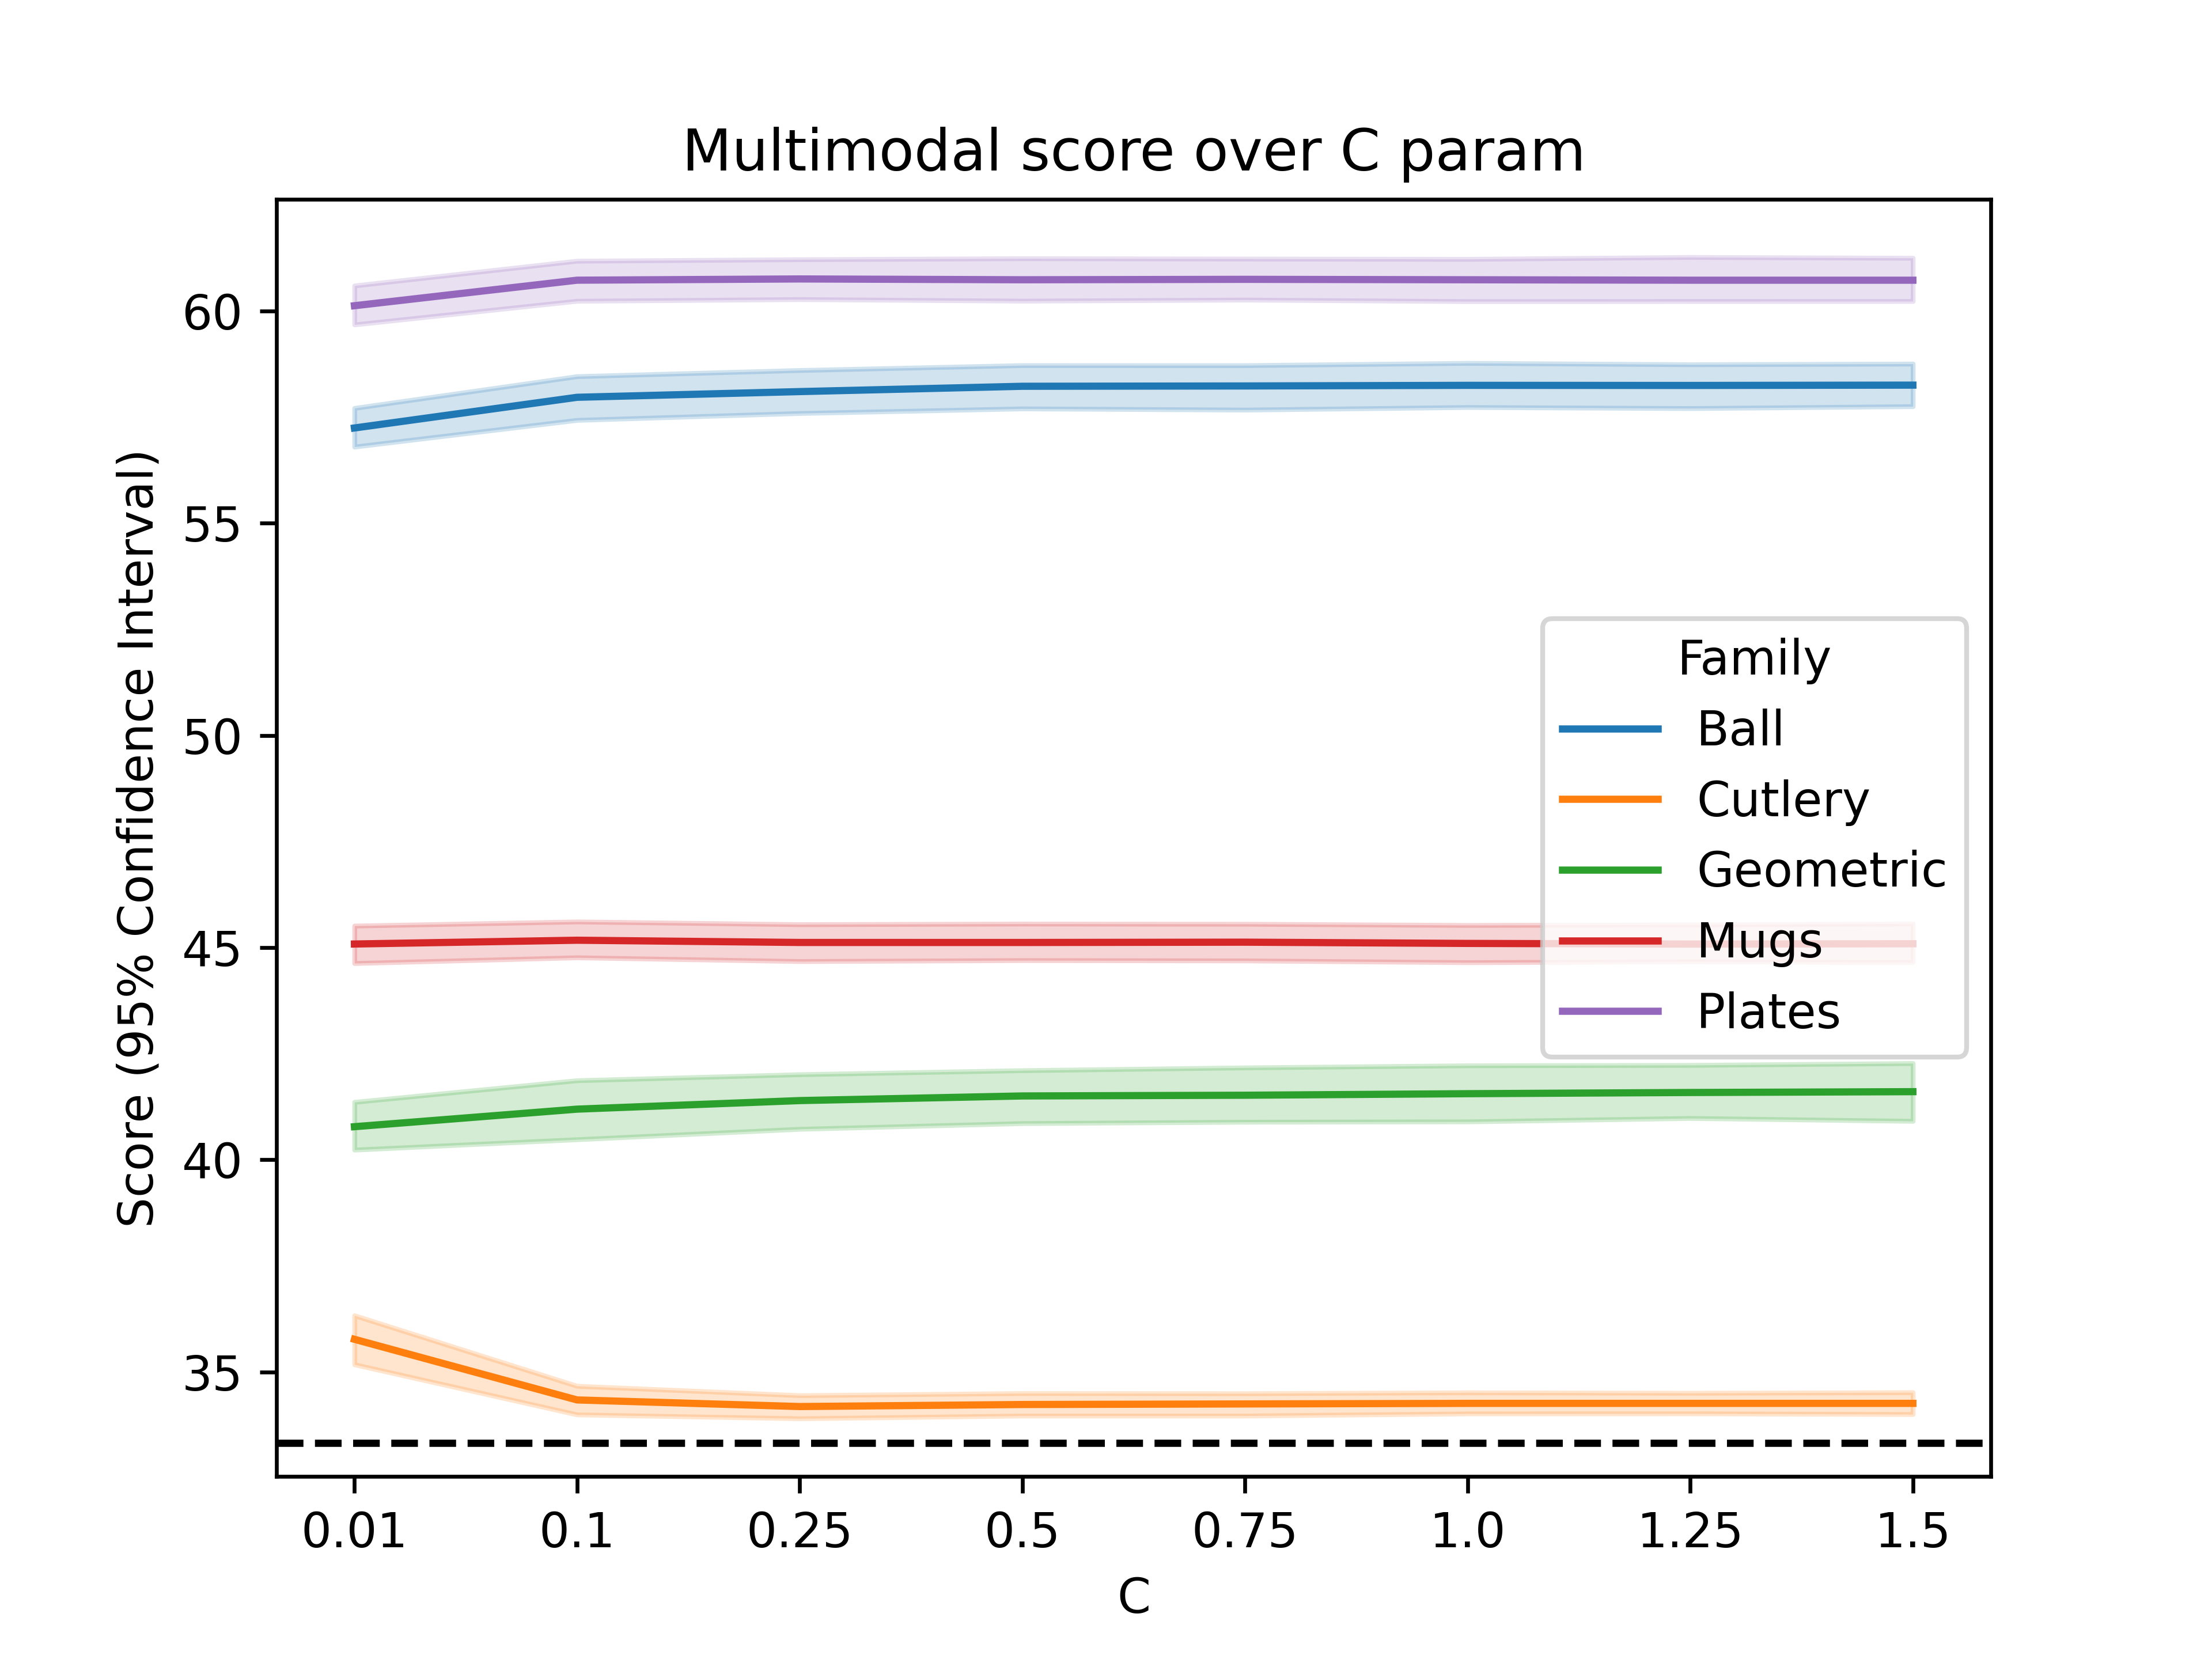 Multimodal score over C param
Score (95% Confidence Interval)
60
55
50
45
40
35
Family
Ball
Cutlery
Geometric
Mugs
Plates
0.01 0.1 0.25 0.5 0.75 1.0 1.25 1.5
C